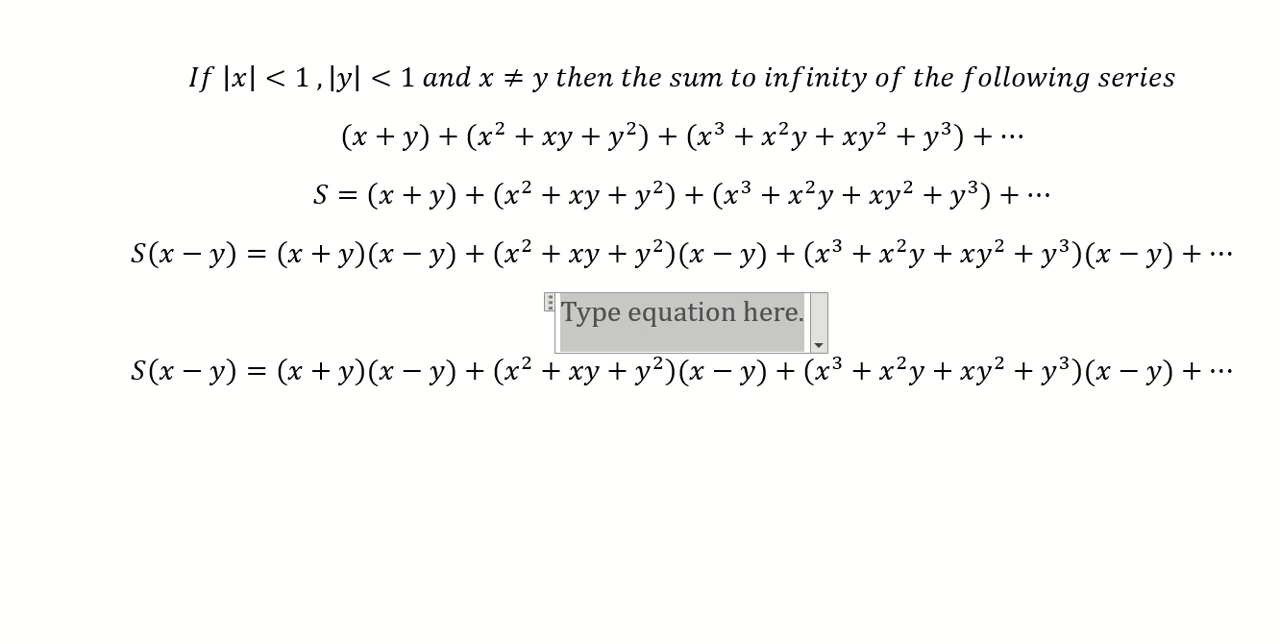 If |x| < 1 , |y| < 1 and x ≠ y then the sum to infinity of the following series
(x + y) + (x² + xy + y²) + (x³ + x²y + xy² + y³) + ⋯
S = (x + y) + (x² + xy + y²) + (x³ + x²y + xy² + y³) + ⋯
S(x − y) = (x + y)(x − y) + (x² + xy + y²)(x − y) + (x³ + x²y + xy² + y³)(x − y) + ⋯
Type equation here.
S(x − y) = (x + y)(x − y) + (x² + xy + y²)(x − y) + (x³ + x²y + xy² + y³)(x − y) + ⋯